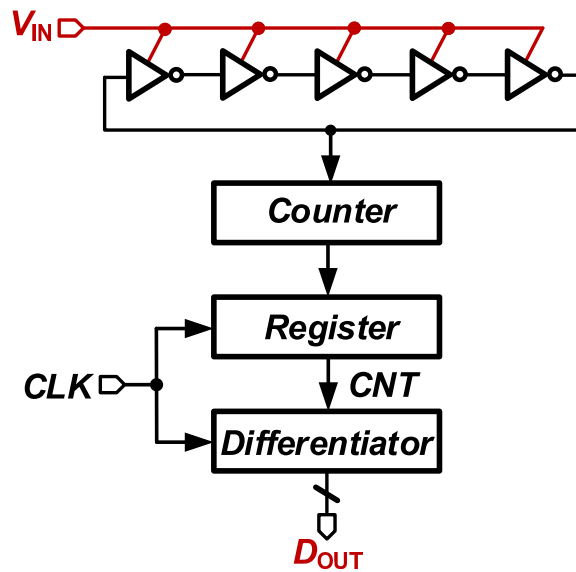 VIN
Counter
Register
CLK
CNT
Differentiator
DOUT